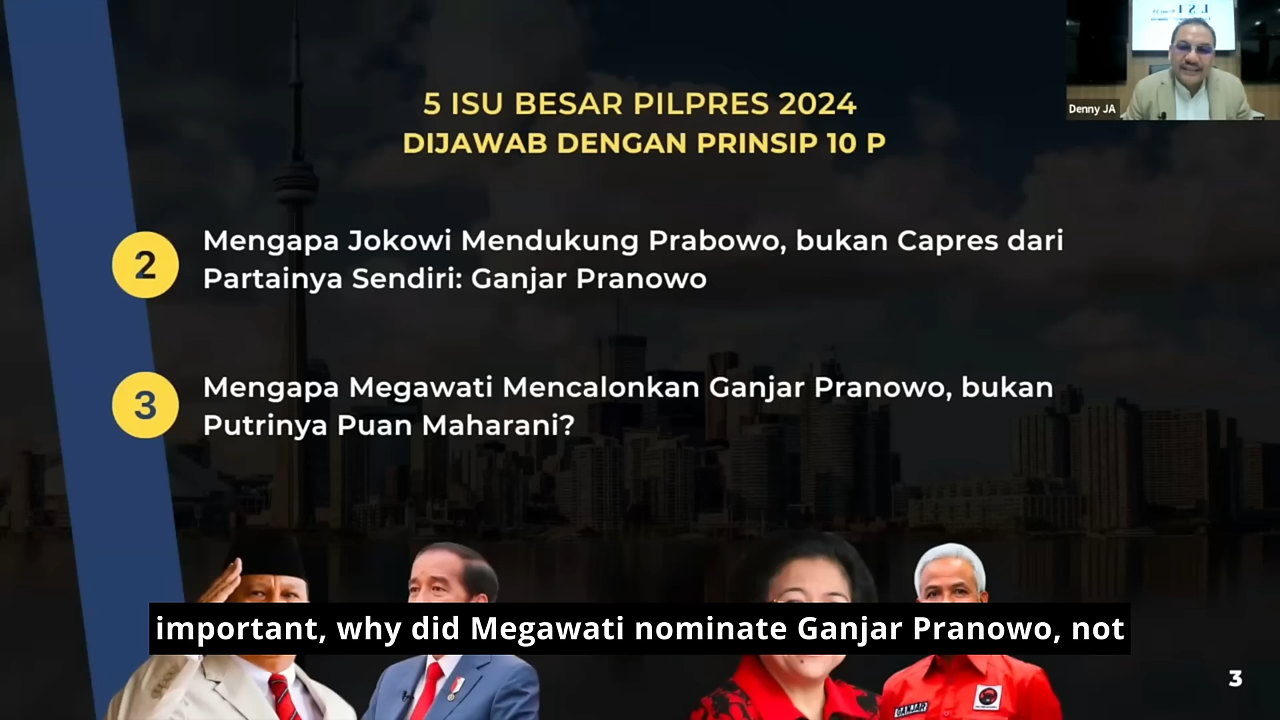 L S I
Denny JA
5 ISU BESAR PILPRES 2024
DIJAWAB DENGAN PRINSIP 10 P
2
Mengapa Jokowi Mendukung Prabowo, bukan Capres dari
Partainya Sendiri: Ganjar Pranowo
3
Mengapa Megawati Mencalonkan Ganjar Pranowo, bukan
Putrinya Puan Maharani?
important, why did Megawati nominate Ganjar Pranowo, not
GANJAR
3